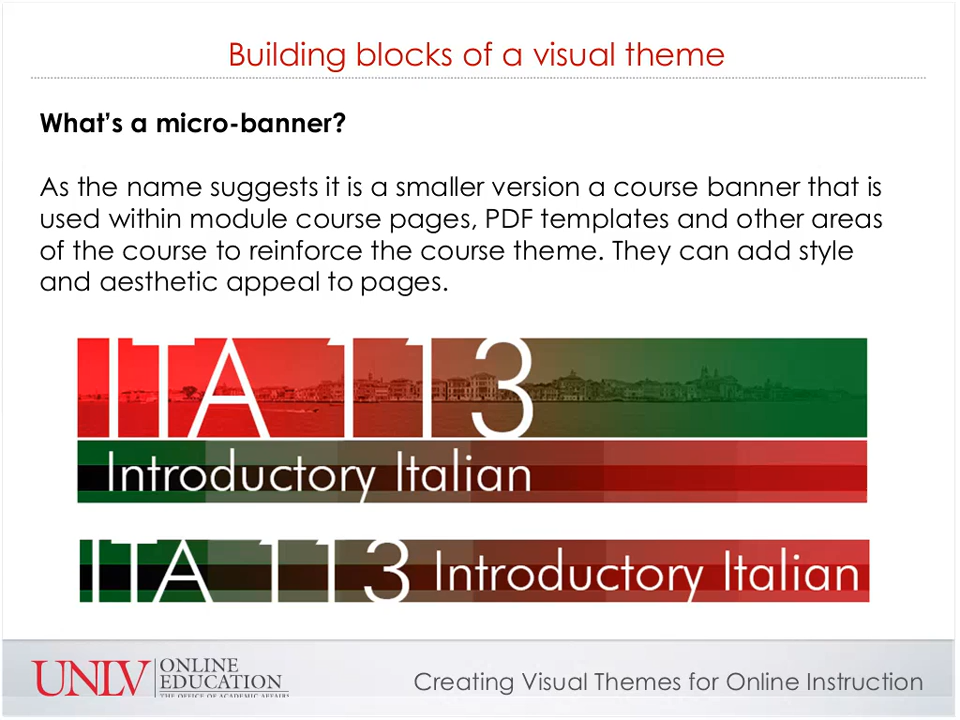 Building blocks of a visual theme
What's a micro-banner?
As the name suggests it is a smaller version a course banner that is
used within module course pages, PDF templates and other areas
of the course to reinforce the course theme. They can add style
and aesthetic appeal to pages.
ITA 113
Introductory Italian
ITA 113 Introductory Italian
UNLV ONLINE
EDUCATION
THE OFFICE OF ACADEMIC AFFAIRS
Creating Visual Themes for Online Instruction